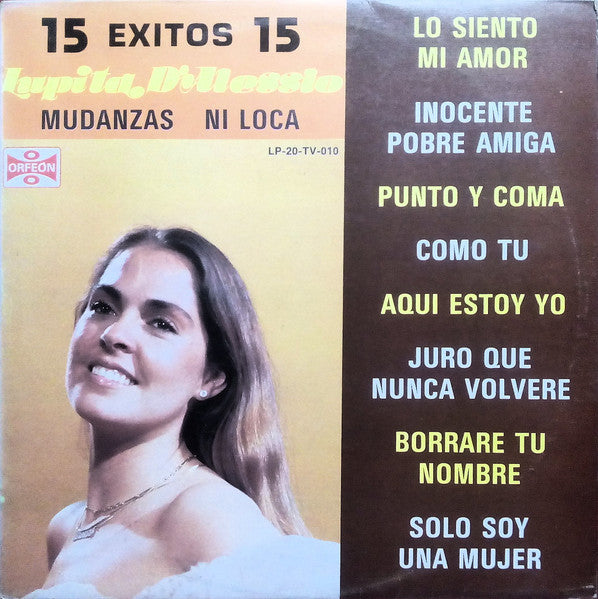 15 EXITOS 15
Lupita D'Alessio
MUDANZAS NI LOCA
LP-20-TV-010
ORFEON
LO SIENTO
MI AMOR
INOCENTE
POBRE AMIGA
PUNTO Y COMA
COMO TU
AQUI ESTOY YO
JURO QUE
NUNCA VOLVERE
BORRARE TU
NOMBRE
SOLO SOY
UNA MUJER